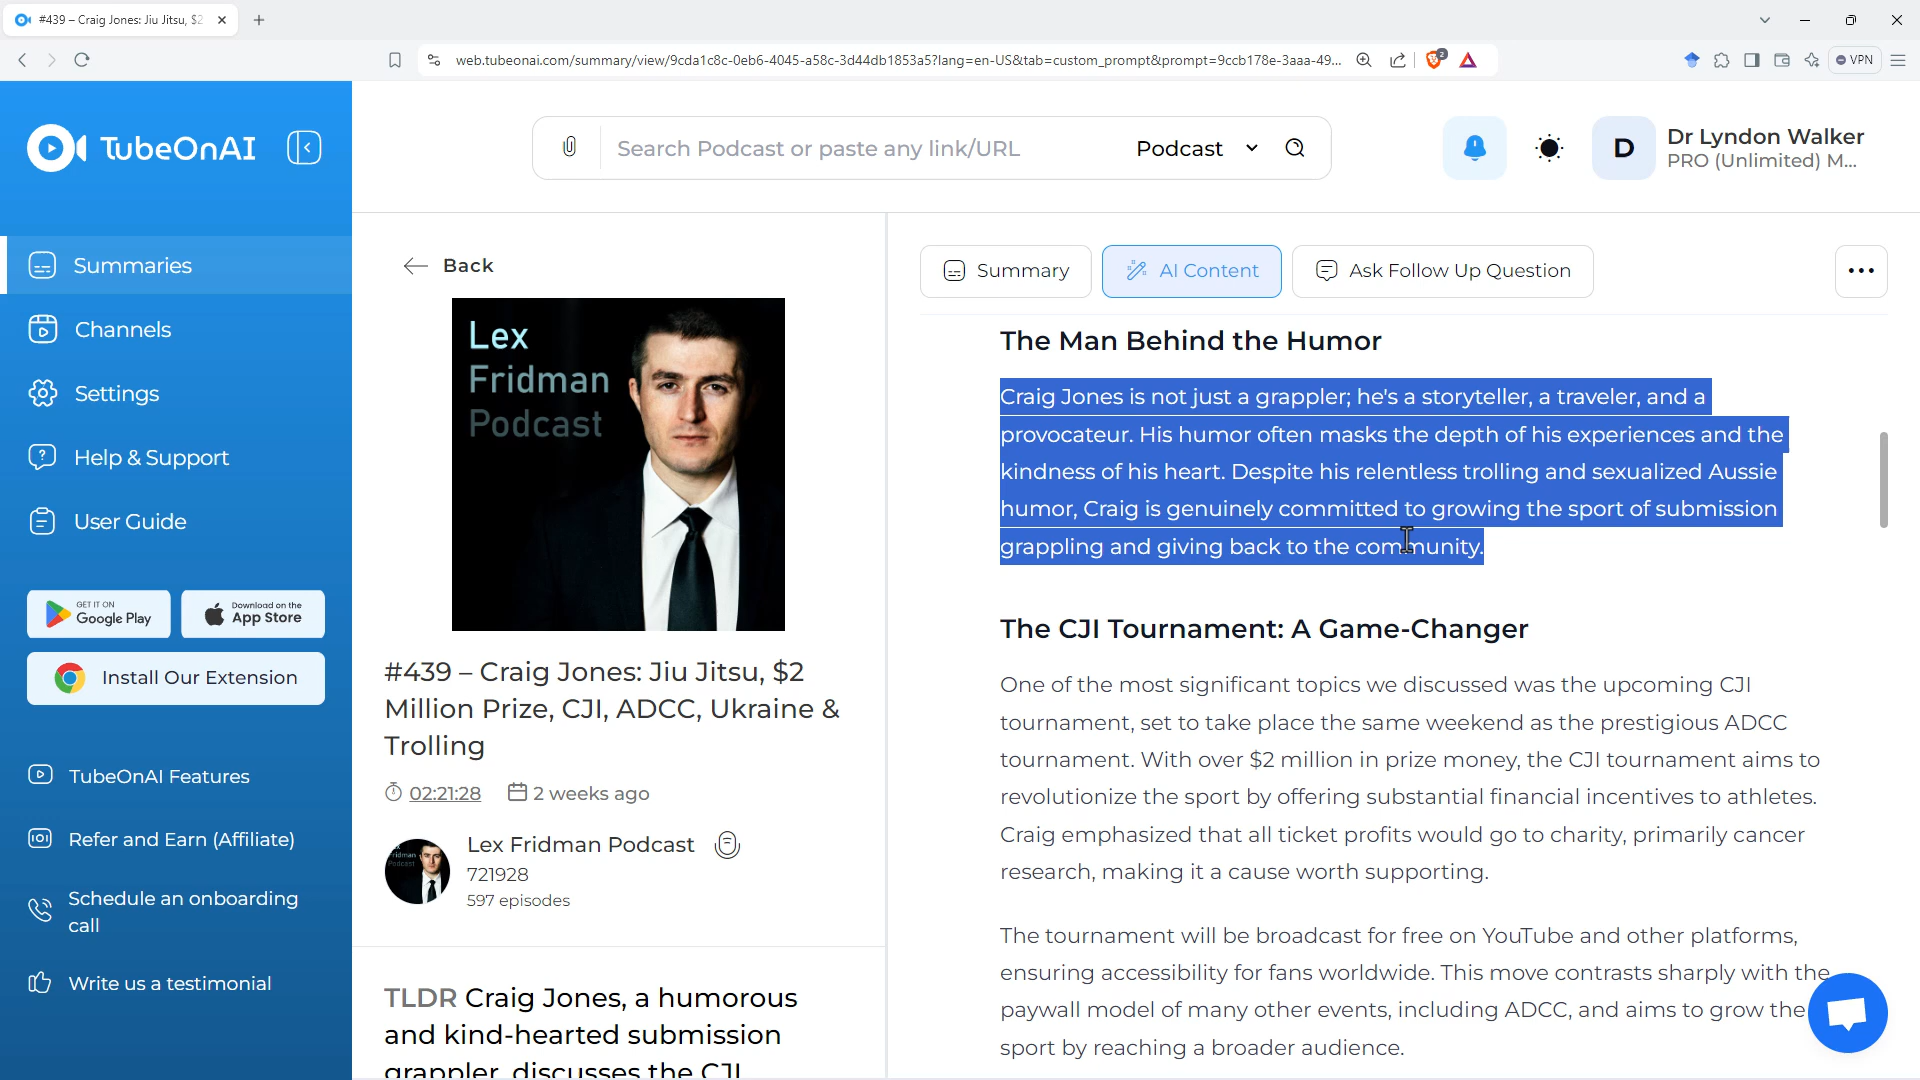 #439 – Craig Jones: Jiu Jitsu, $2
web.tubeonai.com/summary/view/9cda1c8c-0eb6-4045-a58c-3d44db1853a5?lang=en-US&tab=custom_prompt&prompt=9ccb178e-3aaa-49...
2
VPN
TubeOnAI
Search Podcast or paste any link/URL
Podcast
D
Dr Lyndon Walker
PRO (Unlimited) M...
Summaries
Channels
Settings
Help & Support
User Guide
GET IT ON
Google Play
Download on the
App Store
Install Our Extension
TubeOnAI Features
Refer and Earn (Affiliate)
Schedule an onboarding
call
Write us a testimonial
Back
Lex
Fridman
Podcast
#439 – Craig Jones: Jiu Jitsu, $2
Million Prize, CJI, ADCC, Ukraine &
Trolling
02:21:28
2 weeks ago
Lex Fridman Podcast
721928
597 episodes
TLDR Craig Jones, a humorous
and kind-hearted submission
grappler, discusses the CJI
Summary
AI Content
Ask Follow Up Question
The Man Behind the Humor
Craig Jones is not just a grappler; he's a storyteller, a traveler, and a
provocateur. His humor often masks the depth of his experiences and the
kindness of his heart. Despite his relentless trolling and sexualized Aussie
humor, Craig is genuinely committed to growing the sport of submission
grappling and giving back to the community.
The CJI Tournament: A Game-Changer
One of the most significant topics we discussed was the upcoming CJI
tournament, set to take place the same weekend as the prestigious ADCC
tournament. With over $2 million in prize money, the CJI tournament aims to
revolutionize the sport by offering substantial financial incentives to athletes.
Craig emphasized that all ticket profits would go to charity, primarily cancer
research, making it a cause worth supporting.
The tournament will be broadcast for free on YouTube and other platforms,
ensuring accessibility for fans worldwide. This move contrasts sharply with the
paywall model of many other events, including ADCC, and aims to grow the
sport by reaching a broader audience.